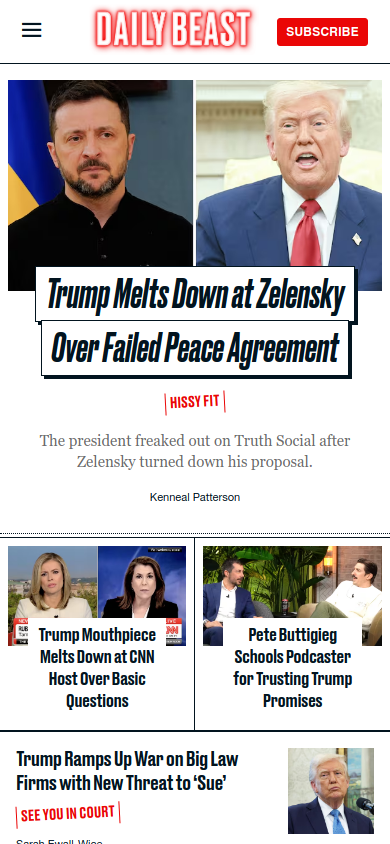 DAILY BEAST
SUBSCRIBE
Trump Melts Down at Zelensky
Over Failed Peace Agreement
HISSY FIT
The president freaked out on Truth Social after
Zelensky turned down his proposal.
Kenneal Patterson
Trump Mouthpiece
Melts Down at CNN
Host Over Basic
Questions
Pete Buttigieg
Schools Podcaster
for Trusting Trump
Promises
Trump Ramps Up War on Big Law
Firms with New Threat to ‘Sue’
SEE YOU IN COURT